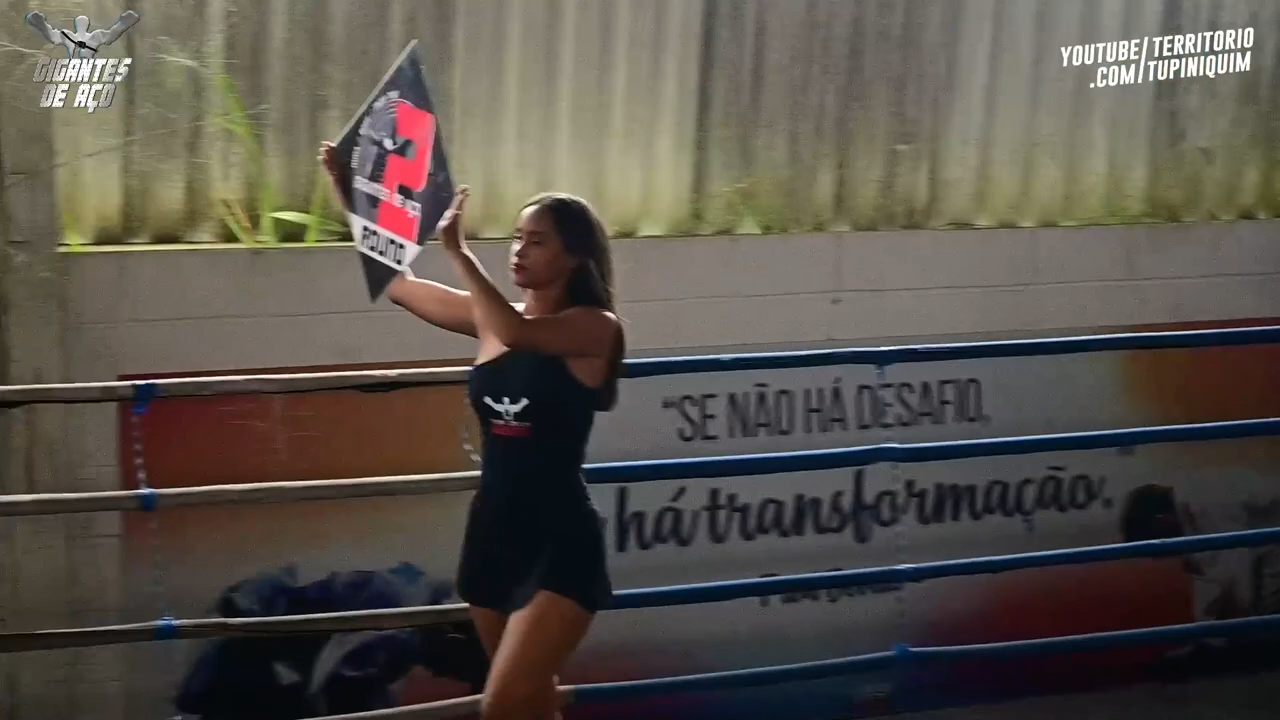 GIGANTES
DE AÇO
YOUTUBE
.COM
TERRITORIO
TUPINIQUIM
2
ROUND
“SE NÃO HÁ DESAFIO,
há transformação.